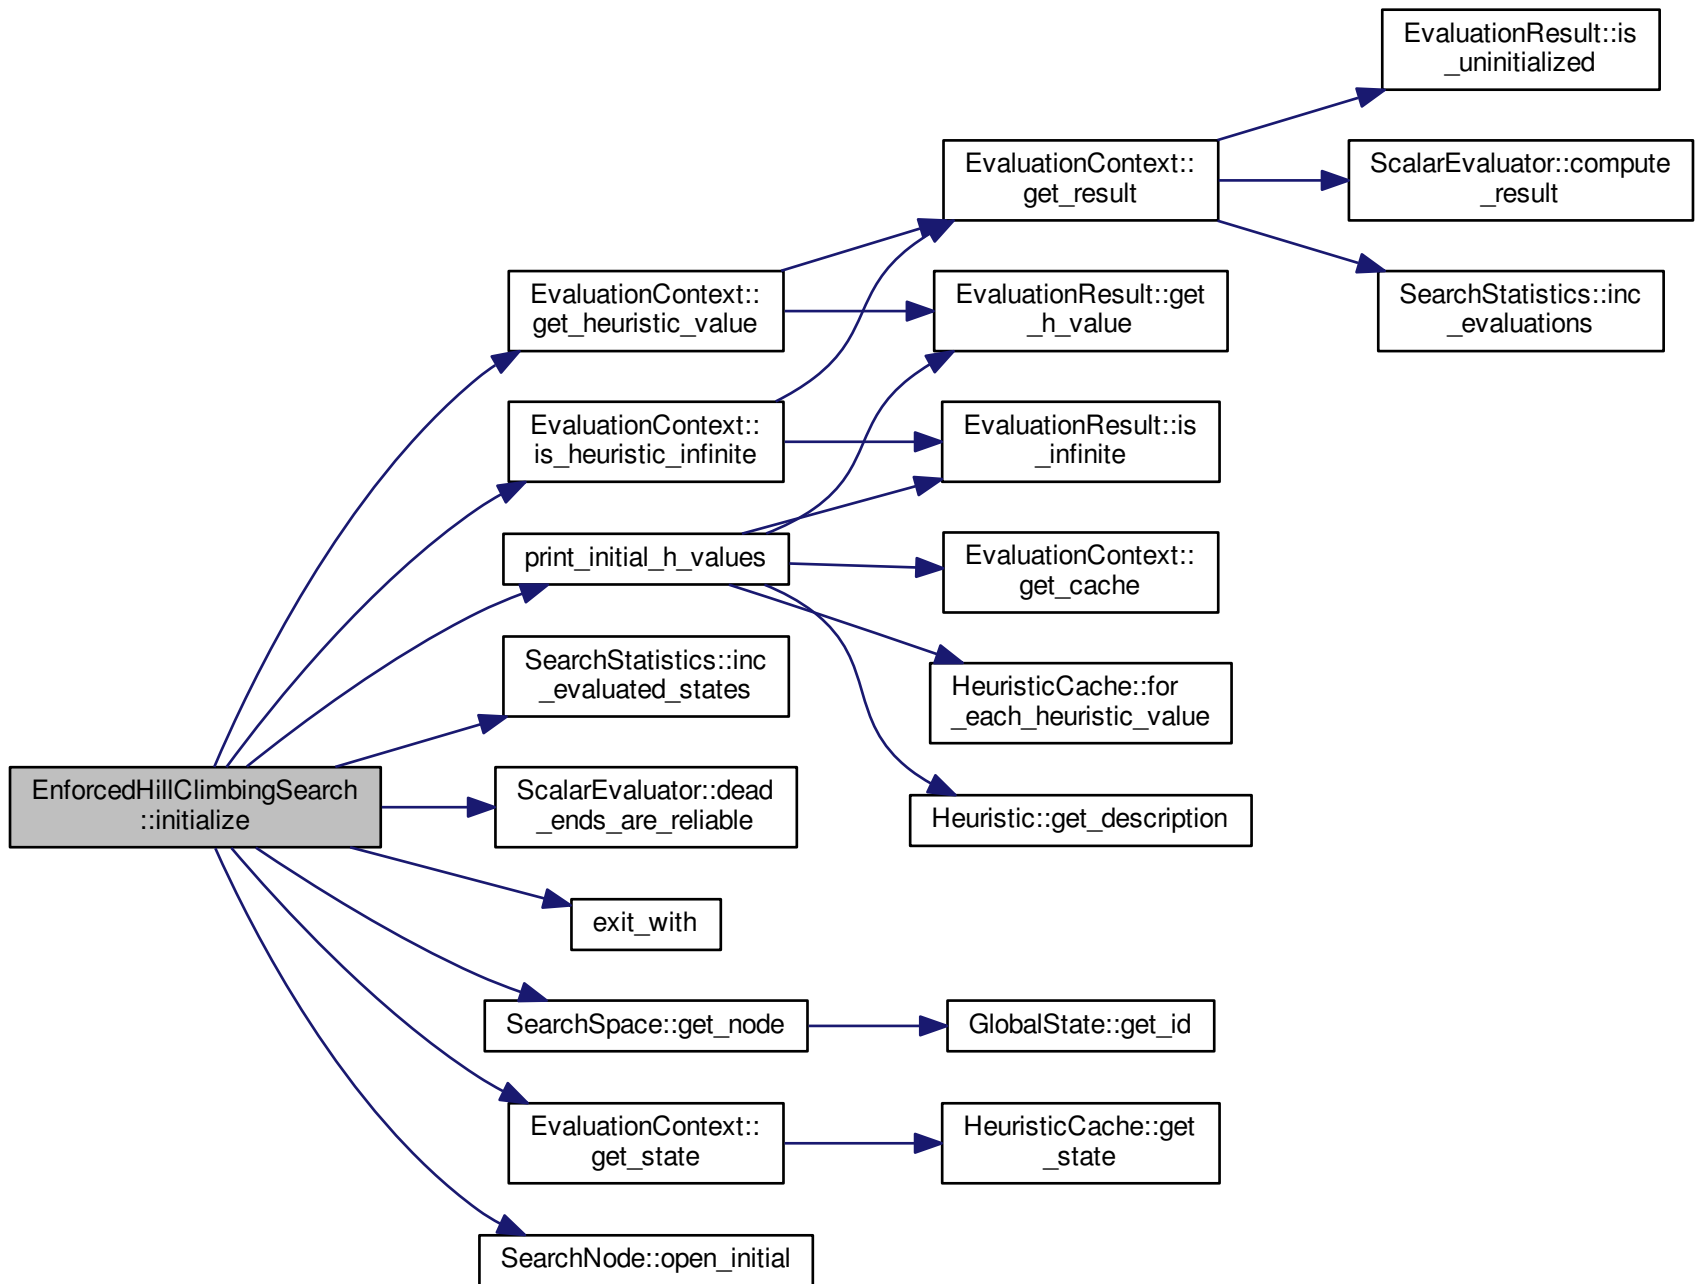 EvaluationResult::is
_uninitialized
EvaluationContext::
get_result
ScalarEvaluator::compute
_result
EvaluationContext::
get_heuristic_value
EvaluationResult::get
_h_value
SearchStatistics::inc
_evaluations
EvaluationContext::
is_heuristic_infinite
EvaluationResult::is
_infinite
print_initial_h_values
EvaluationContext::
get_cache
SearchStatistics::inc
_evaluated_states
HeuristicCache::for
_each_heuristic_value
EnforcedHillClimbingSearch
::initialize
ScalarEvaluator::dead
_ends_are_reliable
Heuristic::get_description
exit_with
SearchSpace::get_node
GlobalState::get_id
EvaluationContext::
get_state
HeuristicCache::get
_state
SearchNode::open_initial